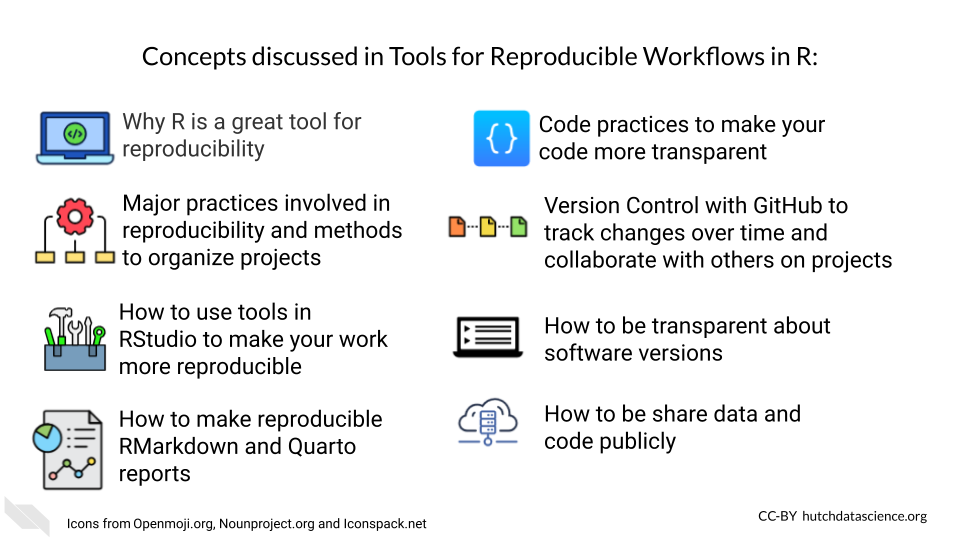 Concepts discussed in Tools for Reproducible Workflows in R:
Why R is a great tool for
reproducibility
Major practices involved in
reproducibility and methods
to organize projects
How to use tools in
RStudio to make your work
more reproducible
How to make reproducible
RMarkdown and Quarto
reports
Code practices to make your
code more transparent
Version Control with GitHub to
track changes over time and
collaborate with others on projects
How to be transparent about
software versions
How to be share data and
code publicly
Icons from Openmoji.org, Nounproject.org and Iconspack.net
CC-BY hutchdatascience.org